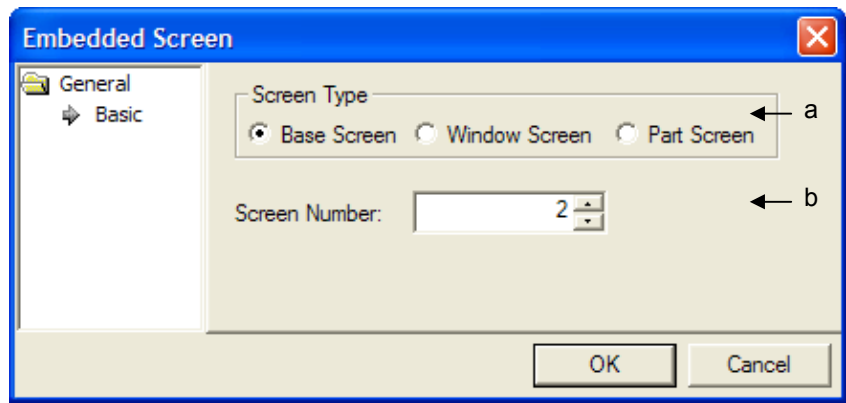 Embedded Screen
General
Basic
Screen Type
a
Base Screen Window Screen Part Screen
b
Screen Number: 2
OK Cancel